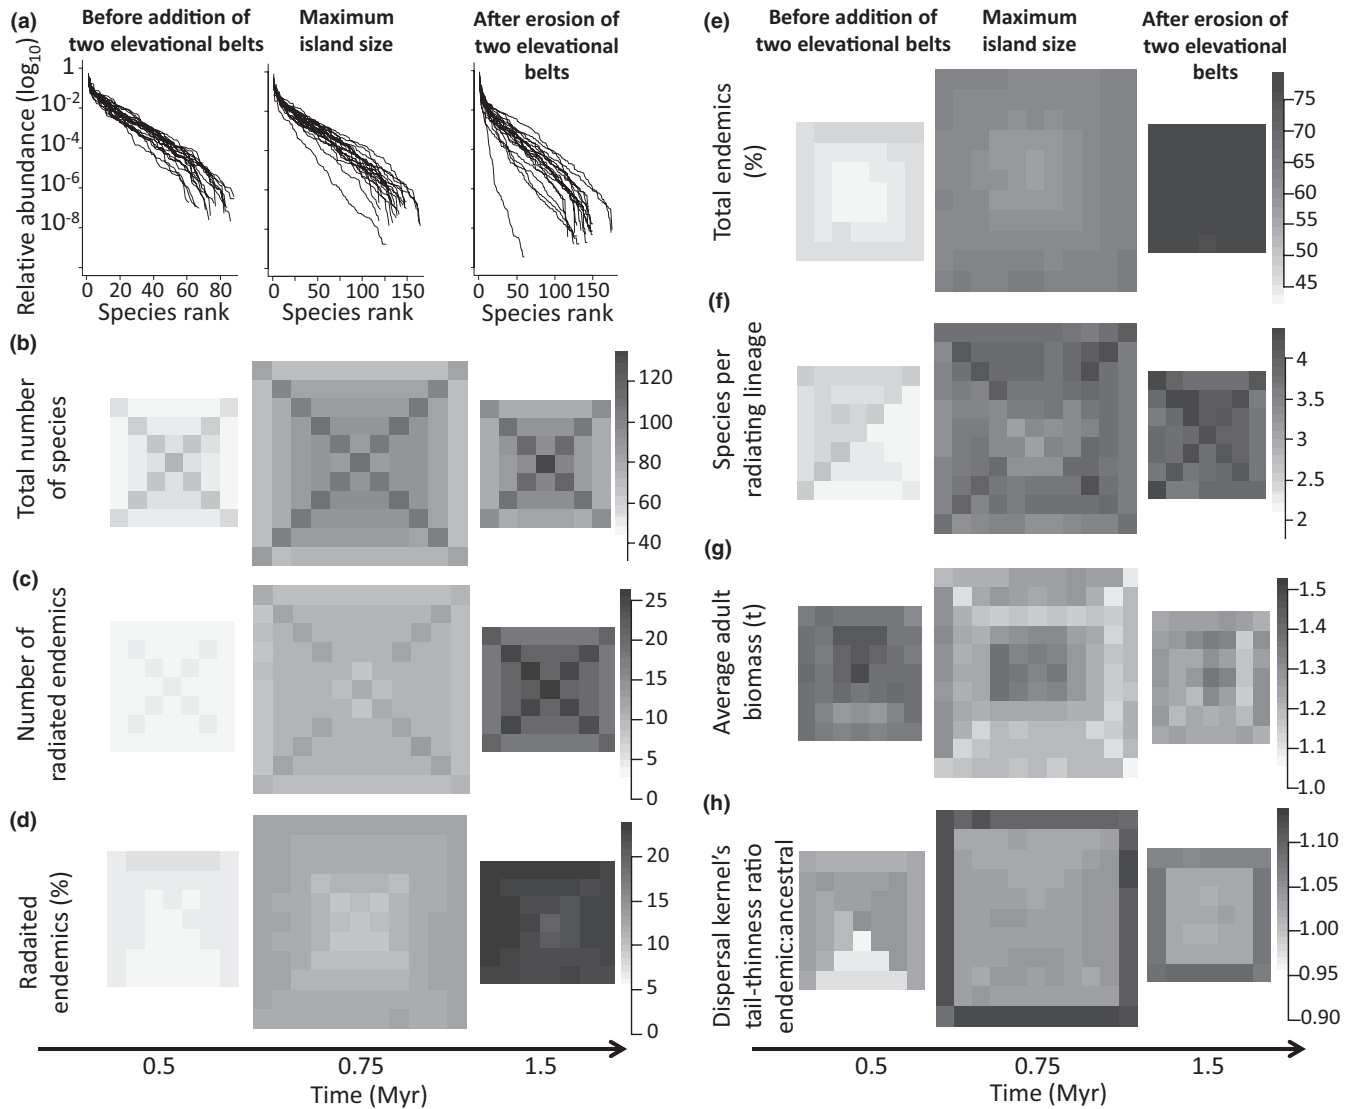 (a)
Before addition of
two elevational belts
Maximum
island size
After erosion of
two elevational
belts
Relative abundance (log10)
1
10-2
10-4
10-6
10-8
0 20 40 60 80
0 50 100 150
0 50 100 150
Species rank
Species rank
Species rank
(b)
Total number
of species
120
100
80
60
40
(c)
Number of
radiated endemics
25
20
15
10
5
0
(d)
Radaited
endemics (%)
20
15
10
5
0
0.5
0.75
1.5
Time (Myr)
(e)
Before addition of
two elevational belts
Maximum
island size
After erosion of
two elevational
belts
Total endemics
(%)
75
70
65
60
55
50
45
(f)
Species per
radiating lineage
4
3.5
3
2.5
2
(g)
Average adult
biomass (t)
1.5
1.4
1.3
1.2
1.1
1.0
(h)
Dispersal kernel's
tail-thinness ratio
endemic:ancestral
1.10
1.05
1.00
0.95
0.90
0.5
0.75
1.5
Time (Myr)